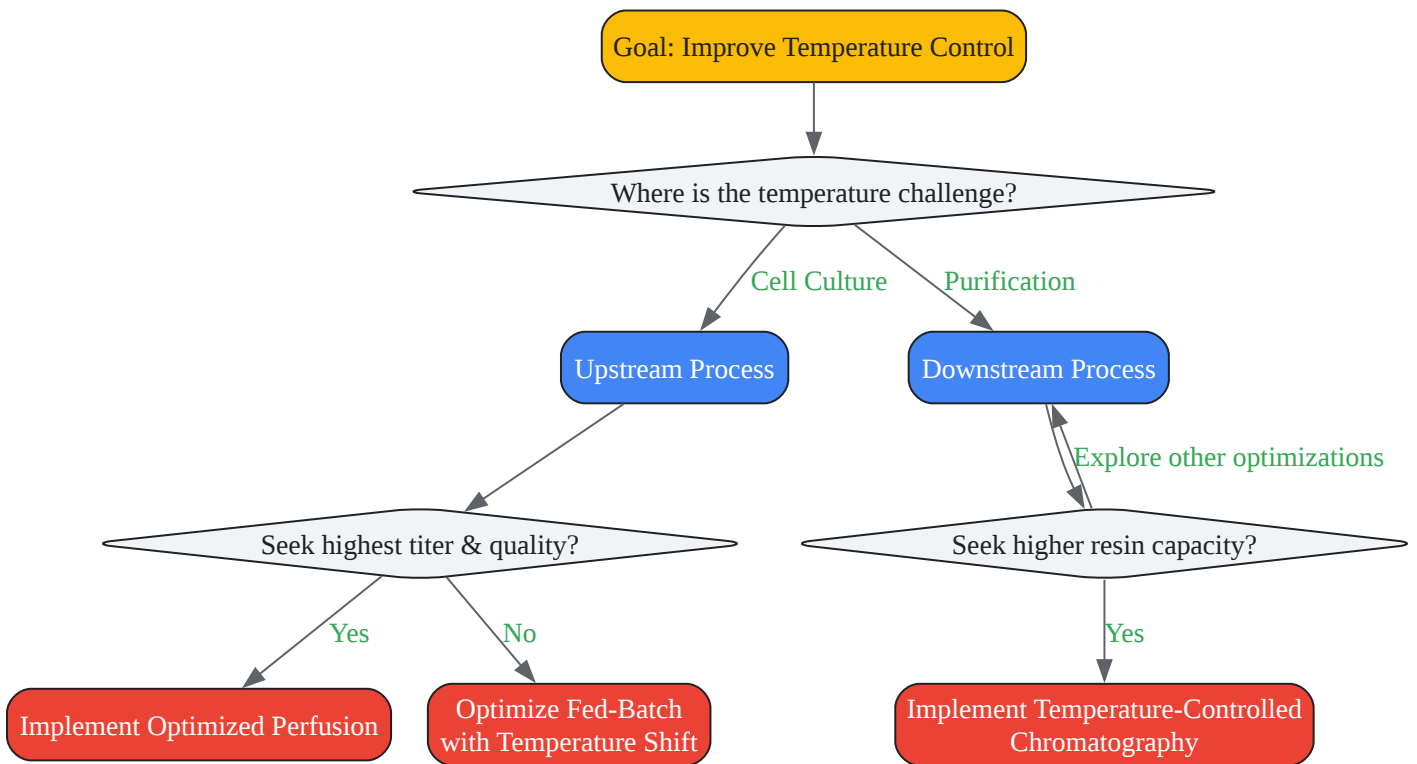 Goal: Improve Temperature Control
Where is the temperature challenge?
Cell Culture
Purification
Upstream Process
Downstream Process
Explore other optimizations
Seek highest titer & quality?
Seek higher resin capacity?
Yes
No
Yes
Implement Optimized Perfusion
Optimize Fed-Batch
with Temperature Shift
Implement Temperature-Controlled
Chromatography